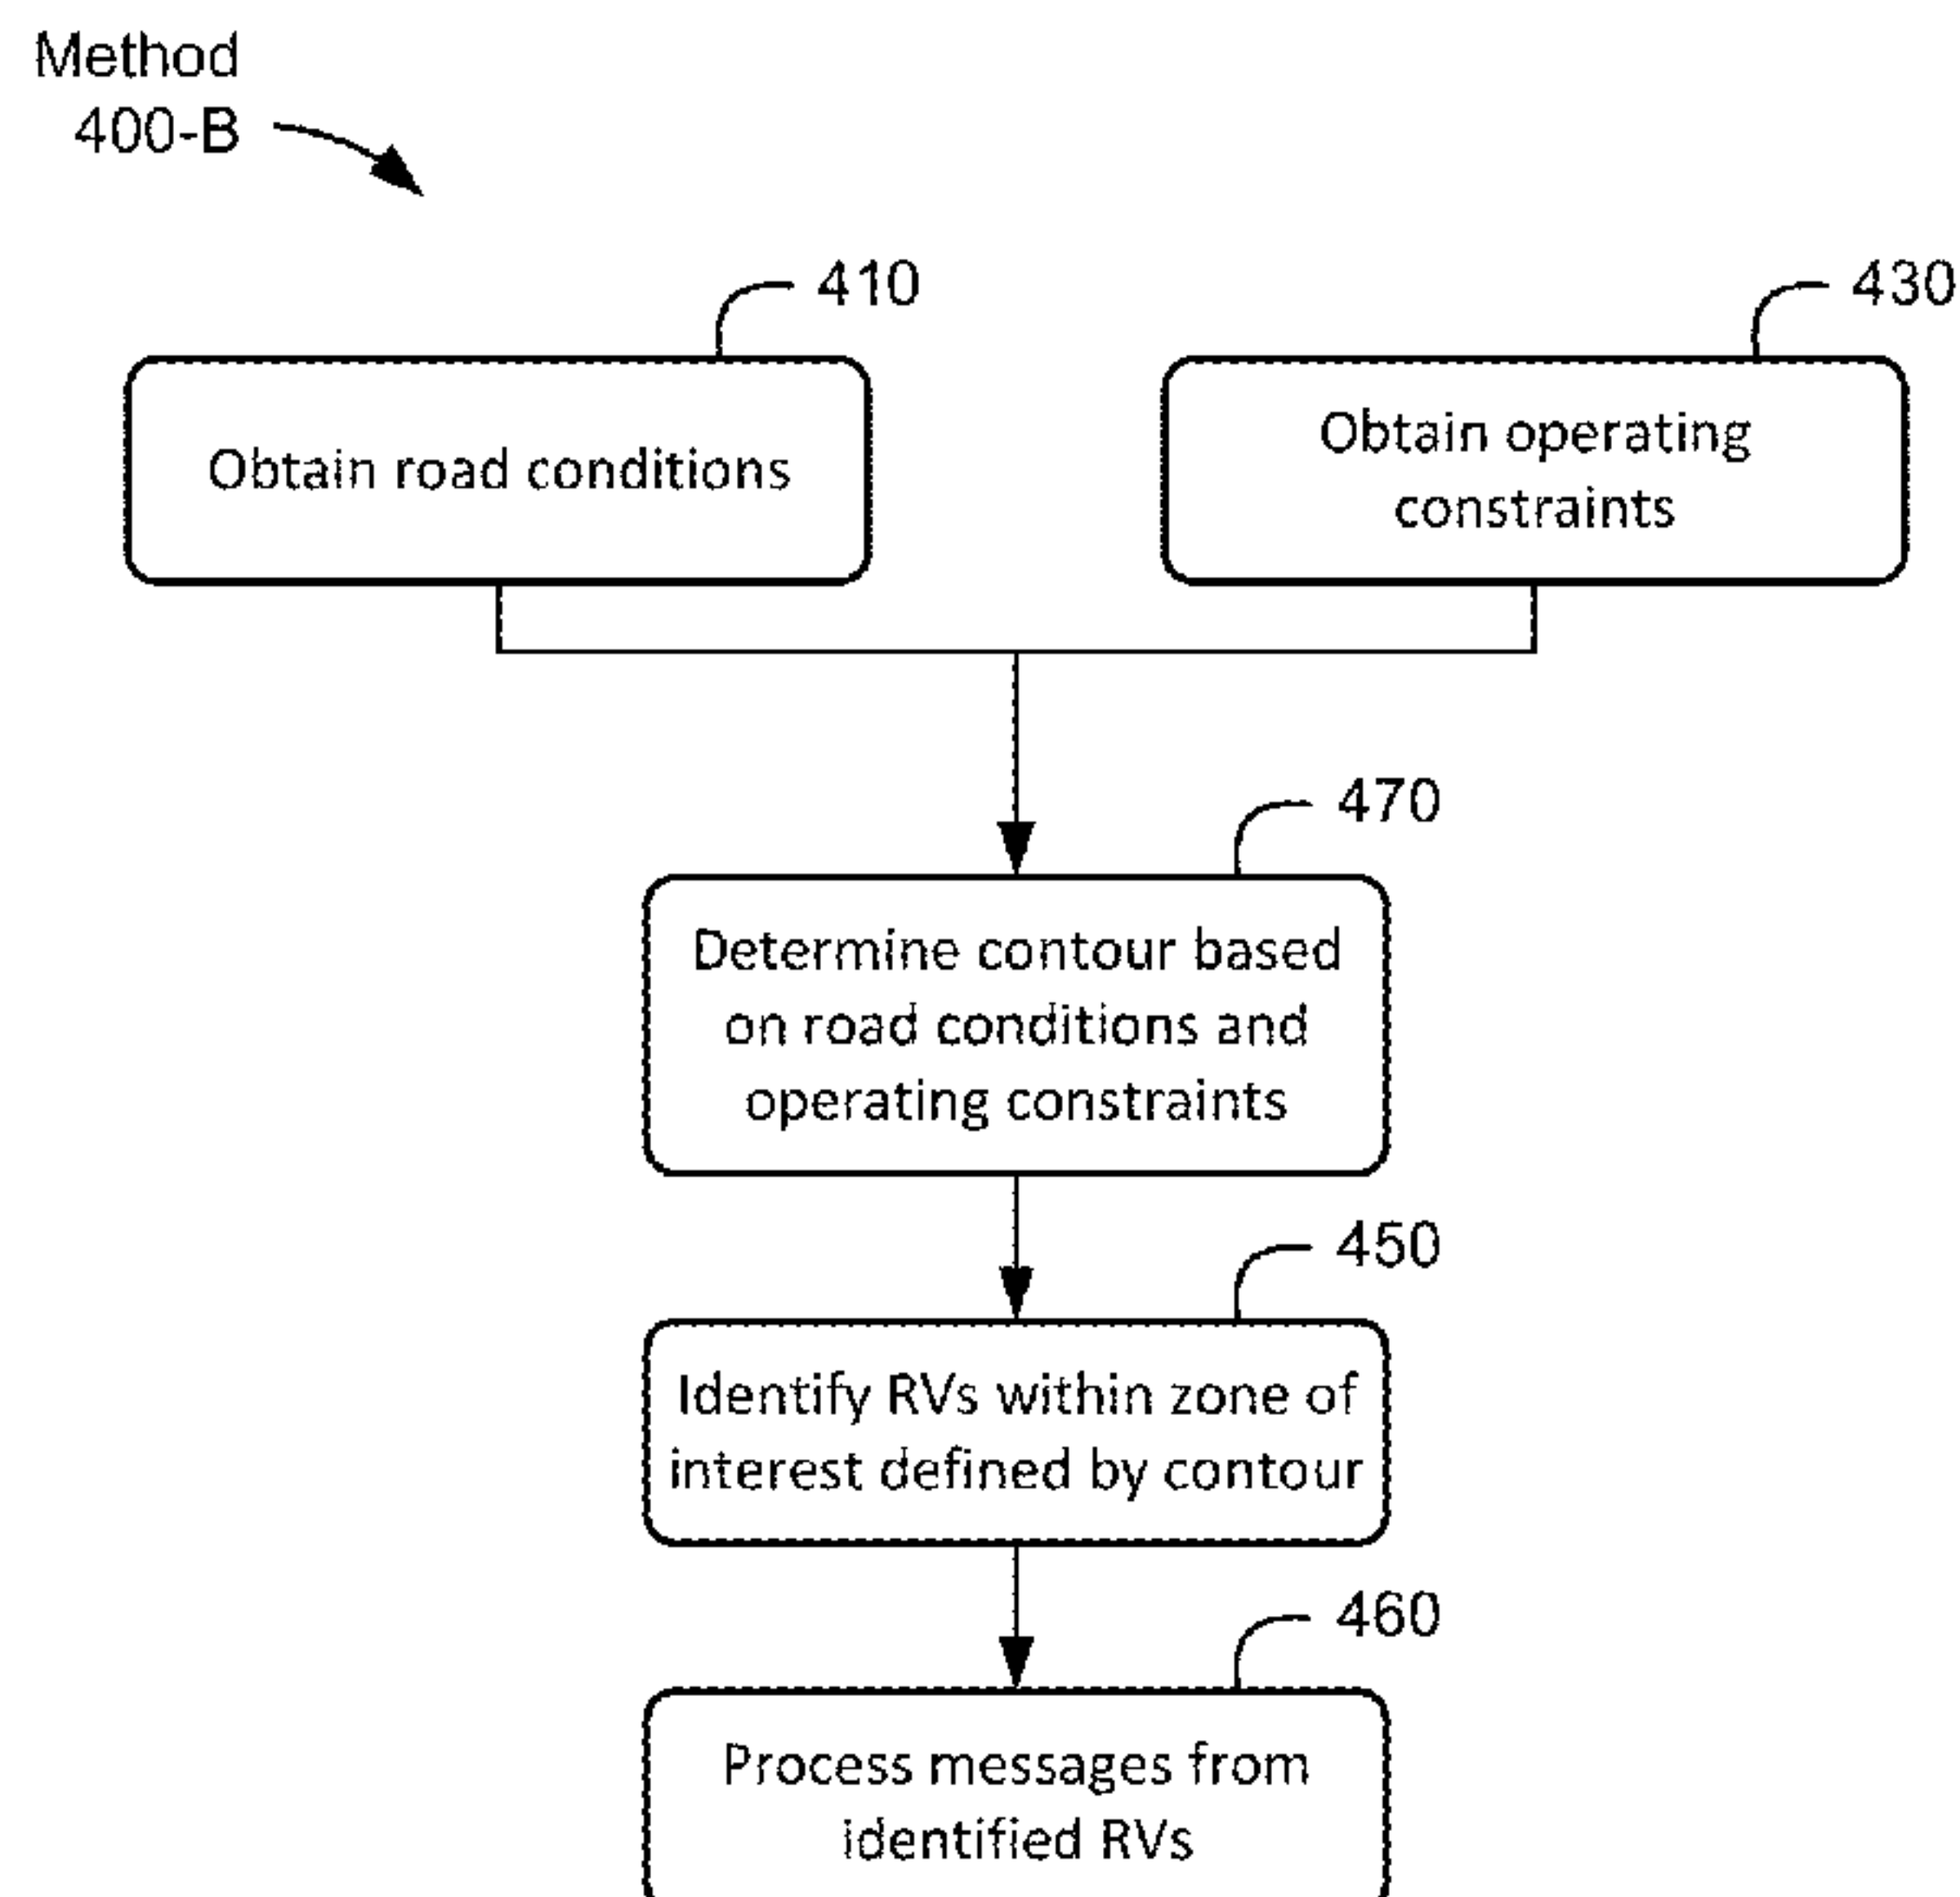 Method
400-B
410
430
Obtain road conditions
Obtain operating
constraints
470
Determine contour based
on road conditions and
operating constraints
450
Identify RVs within zone of
interest defined by contour
460
Process messages from
identified RVs